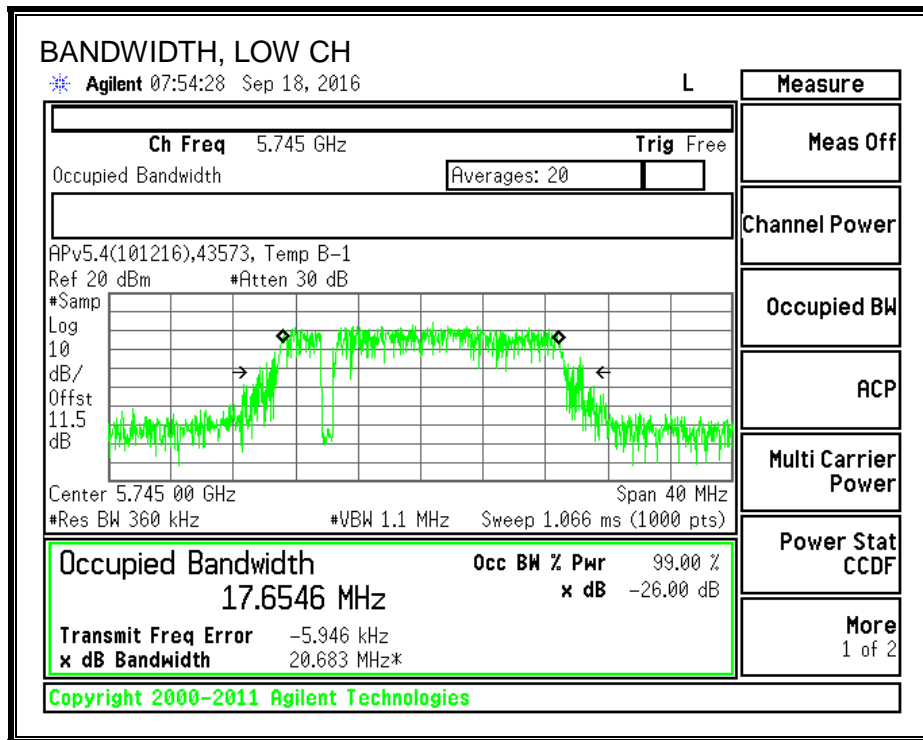 BANDWIDTH, LOW CH
Agilent 07:54:28 Sep 18, 2016 L
Measure
Ch Freq 5.745 GHz Trig Free
Meas Off
Occupied Bandwidth Averages: 20
Channel Power
APv5.4(101216),43573, Temp B-1
Ref 20 dBm #Atten 30 dB
#Samp
Log
10
dB/
Offst
11.5
dB
Occupied BW
ACP
Multi Carrier
Power
Center 5.745 00 GHz Span 40 MHz
#Res BW 360 kHz #VBW 1.1 MHz Sweep 1.066 ms (1000 pts)
Power Stat
CCDF
Occupied Bandwidth Occ BW % Pwr 99.00 %
17.6546 MHz x dB -26.00 dB
Transmit Freq Error -5.946 kHz
x dB Bandwidth 20.683 MHz*
More
1 of 2
Copyright 2000-2011 Agilent Technologies